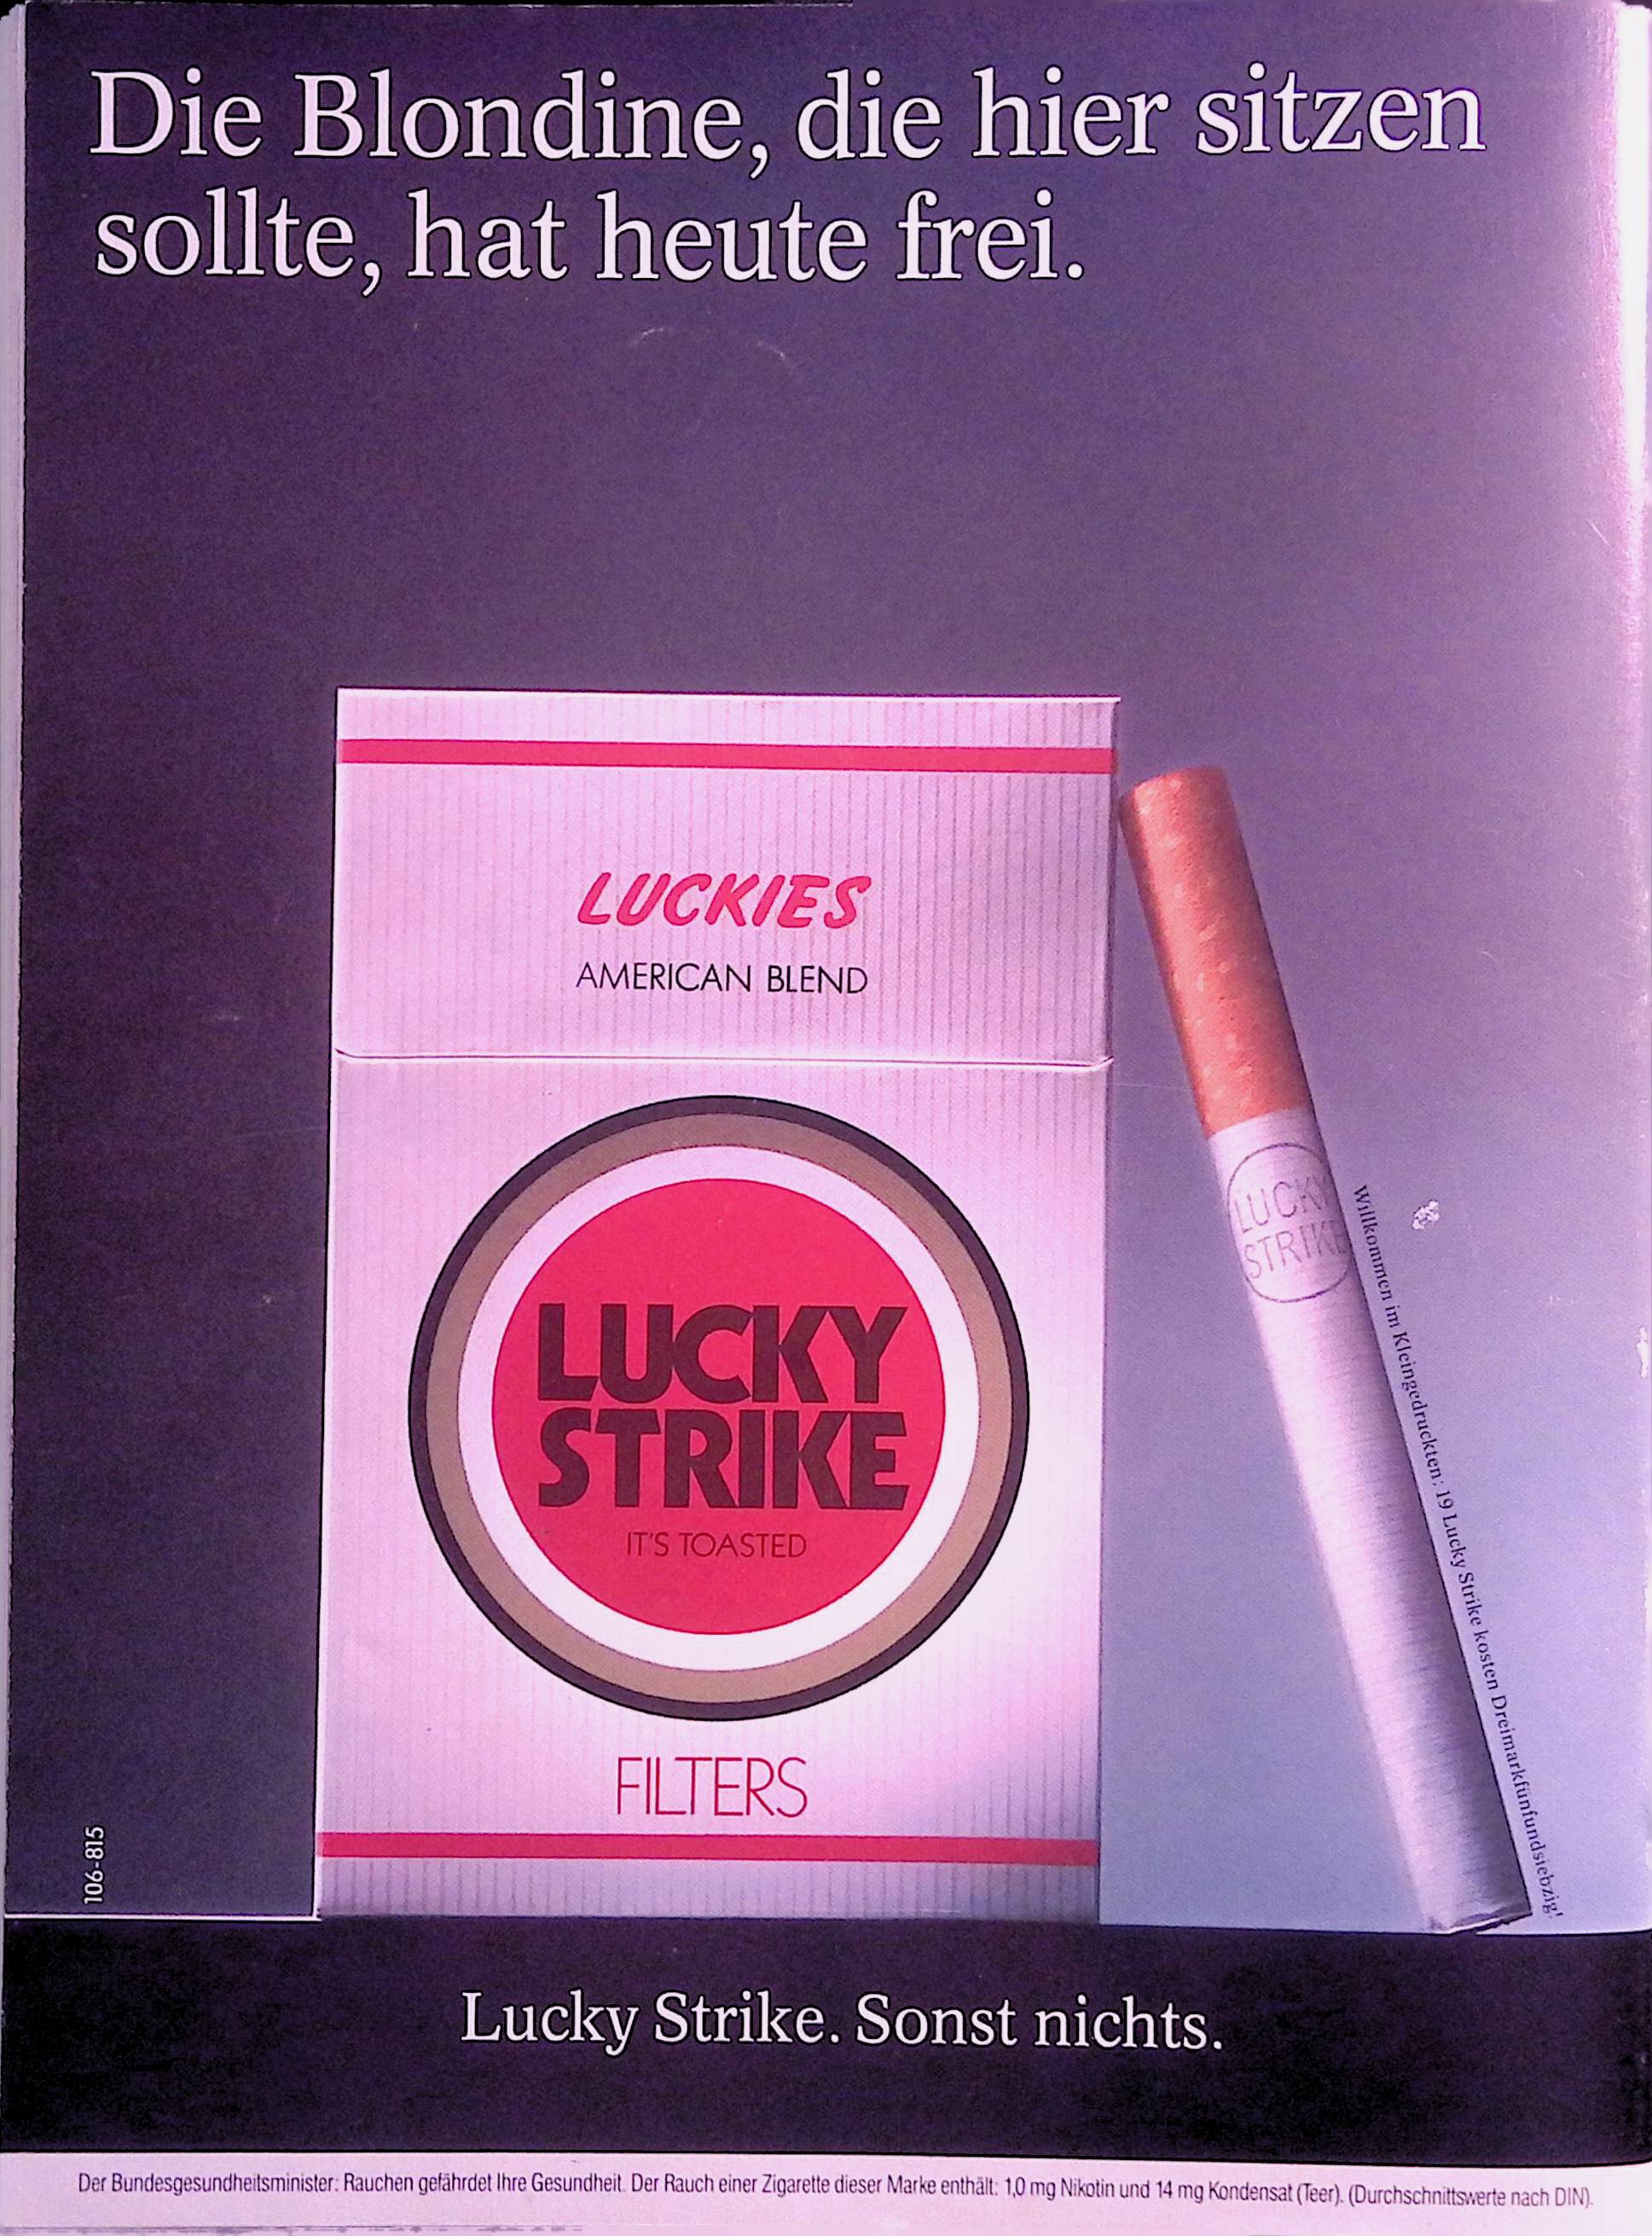 Die Blondine, die hier sitzen
sollte, hat heute frei.
LUCKIES
AMERICAN BLEND
LUCKY
STRIKE
IT'S TOASTED
FILTERS
LUCKY
STRIKE
Willkommen im Kleingedruckten: 19 Lucky Strike kosten Dreimarkfünfundsiebzig!
106-815
Lucky Strike. Sonst nichts.
Der Bundesgesundheitsminister: Rauchen gefährdet Ihre Gesundheit. Der Rauch einer Zigarette dieser Marke enthält: 1,0 mg Nikotin und 14 mg Kondensat (Teer). (Durchschnittswerte nach DIN).